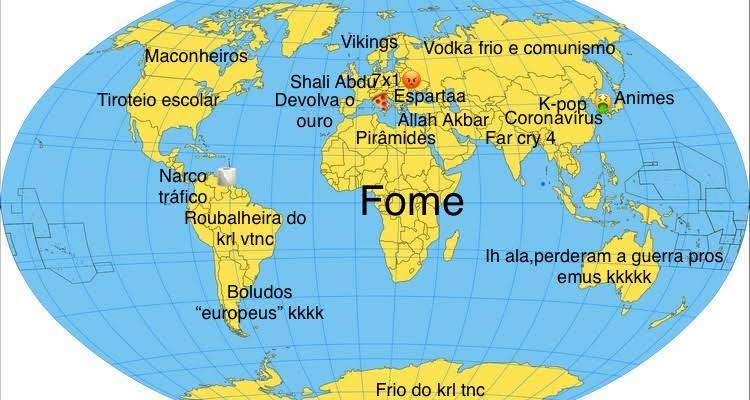 Vikings
Vodka frio e comunismo
Maconheiros
Shali Abdu
7x1
Tiroteio escolar
Devolva o
ouro
Espartaa
K-pop
Animes
Allah Akbar
Coronavírus
Pirâmides
Far cry 4
Narco
tráfico
Fome
Roubalheira do
krl vtnc
Ih ala,perderam a guerra pros
emus kkkkk
Boludos
“europeus” kkkk
Frio do krl tnc